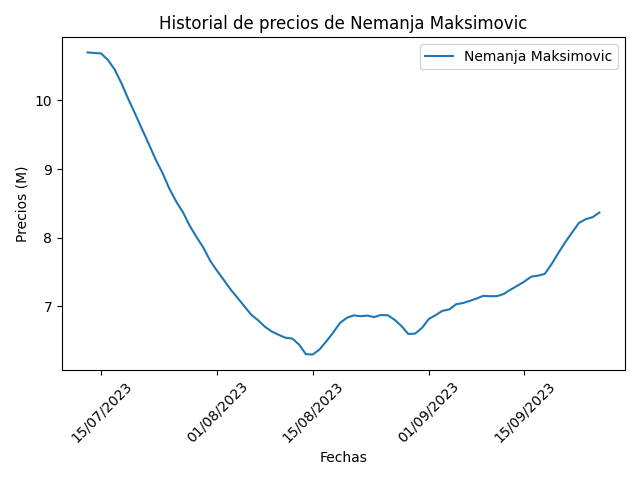 Historial de precios de Nemanja Maksimovic
Nemanja Maksimovic
Precios (M)
10
9
8
7
15/07/2023
01/08/2023
15/08/2023
01/09/2023
15/09/2023
Fechas